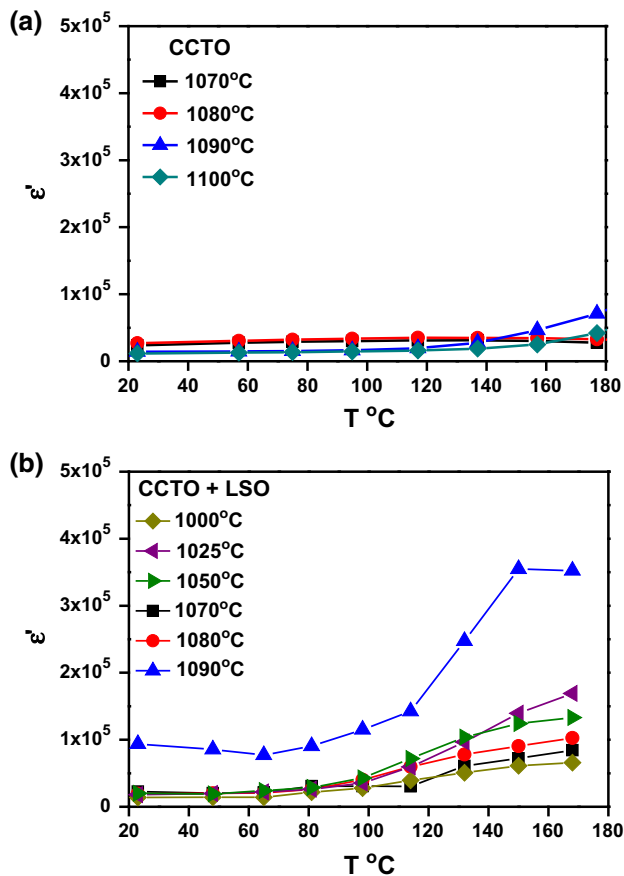 (a)
5x10⁵
4x10⁵
3x10⁵
2x10⁵
1x10⁵
0
ε'
CCTO
1070°C
1080°C
1090°C
1100°C
20 40 60 80 100 120 140 160 180
T °C
(b)
5x10⁵
4x10⁵
3x10⁵
2x10⁵
1x10⁵
0
ε'
CCTO + LSO
1000°C
1025°C
1050°C
1070°C
1080°C
1090°C
20 40 60 80 100 120 140 160 180
T °C